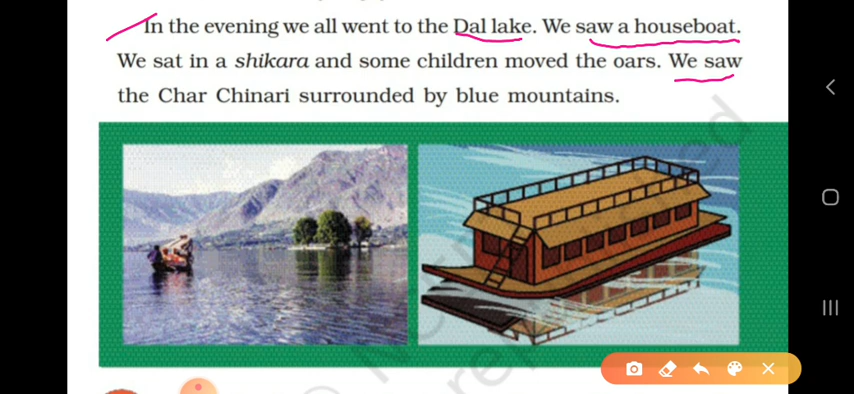 In the evening we all went to the Dal lake. We saw a houseboat.
We sat in a shikara and some children moved the oars. We saw
the Char Chinari surrounded by blue mountains.